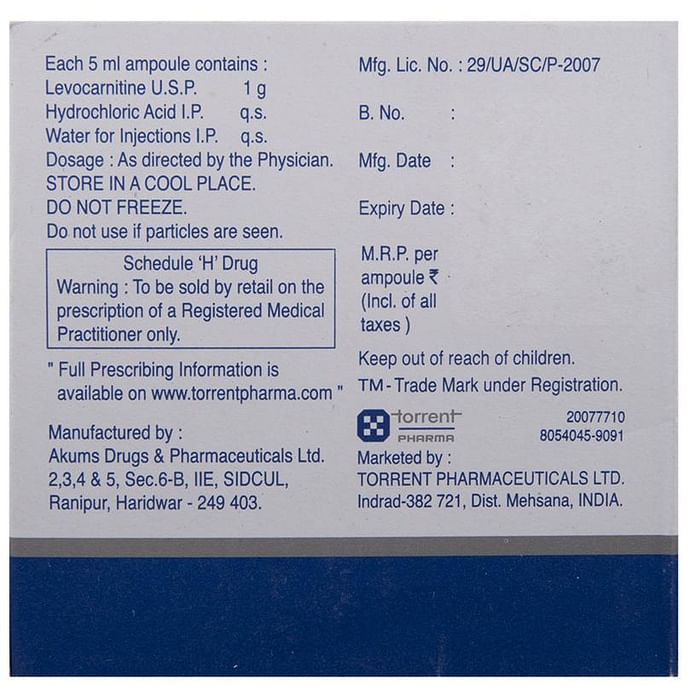 Each 5 ml ampoule contains :
Levocarnitine U.S.P. 1 g
Hydrochloric Acid I.P. q.s.
Water for Injections I.P. q.s.
Dosage : As directed by the Physician.
STORE IN A COOL PLACE.
DO NOT FREEZE.
Do not use if particles are seen.
Schedule ‘H’ Drug
Warning : To be sold by retail on the
prescription of a Registered Medical
Practitioner only.
" Full Prescribing Information is
available on www.torrentpharma.com "
Manufactured by :
Akums Drugs & Pharmaceuticals Ltd.
2,3,4 & 5, Sec.6-B, IIE, SIDCUL,
Ranipur, Haridwar - 249 403.
Mfg. Lic. No. : 29/UA/SC/P-2007
B. No. :
Mfg. Date :
Expiry Date :
M.R.P. per
ampoule ₹
(Incl. of all
taxes )
Keep out of reach of children.
TM - Trade Mark under Registration.
torrent
PHARMA
20077710
8054045-9091
Marketed by :
TORRENT PHARMACEUTICALS LTD.
Indrad-382 721, Dist. Mehsana, INDIA.